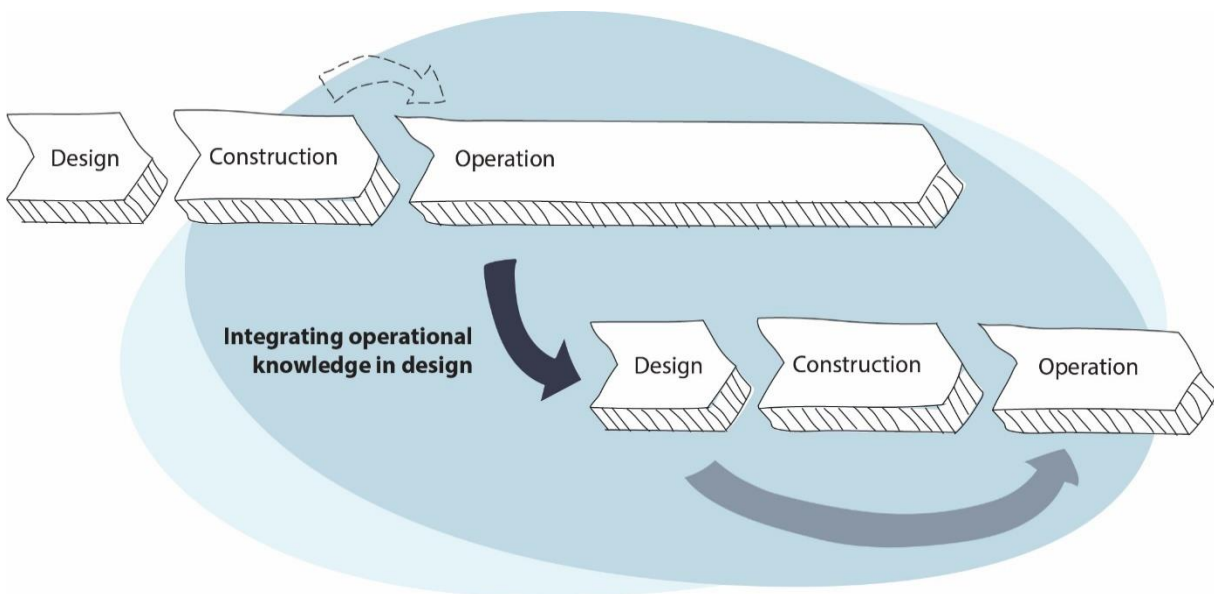 Design
Construction
Operation
Integrating operational
knowledge in design
Design
Construction
Operation